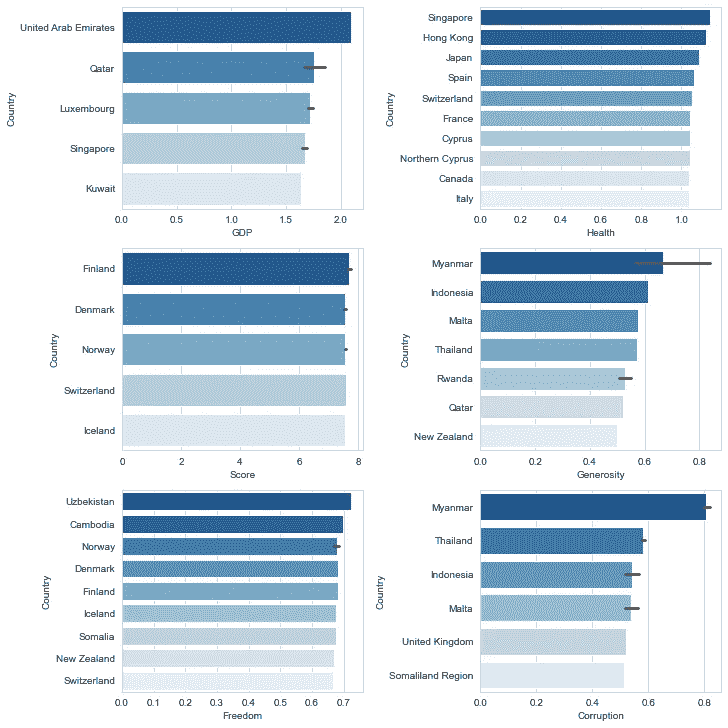 United Arab Emirates
Qatar
Luxembourg
Singapore
Kuwait
Country
0.0 0.5 1.0 1.5 2.0
GDP
Singapore
Hong Kong
Japan
Spain
Switzerland
France
Cyprus
Northern Cyprus
Canada
Italy
Country
0.0 0.2 0.4 0.6 0.8 1.0
Health
Finland
Denmark
Norway
Switzerland
Iceland
Country
0 2 4 6 8
Score
Myanmar
Indonesia
Malta
Thailand
Rwanda
Qatar
New Zealand
Country
0.0 0.2 0.4 0.6 0.8
Generosity
Uzbekistan
Cambodia
Norway
Denmark
Finland
Iceland
Somalia
New Zealand
Switzerland
Country
0.0 0.1 0.2 0.3 0.4 0.5 0.6 0.7
Freedom
Myanmar
Thailand
Indonesia
Malta
United Kingdom
Somaliland Region
Country
0.0 0.2 0.4 0.6 0.8
Corruption